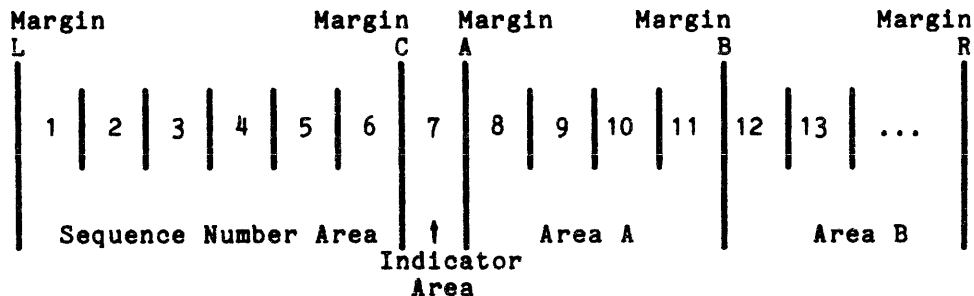 Margin Margin Margin Margin Margin
L C A B R
1 2 3 4 5 6 7 8 9 10 11 12 13 ...
Sequence Number Area ↑ Area A Area B
Indicator
Area